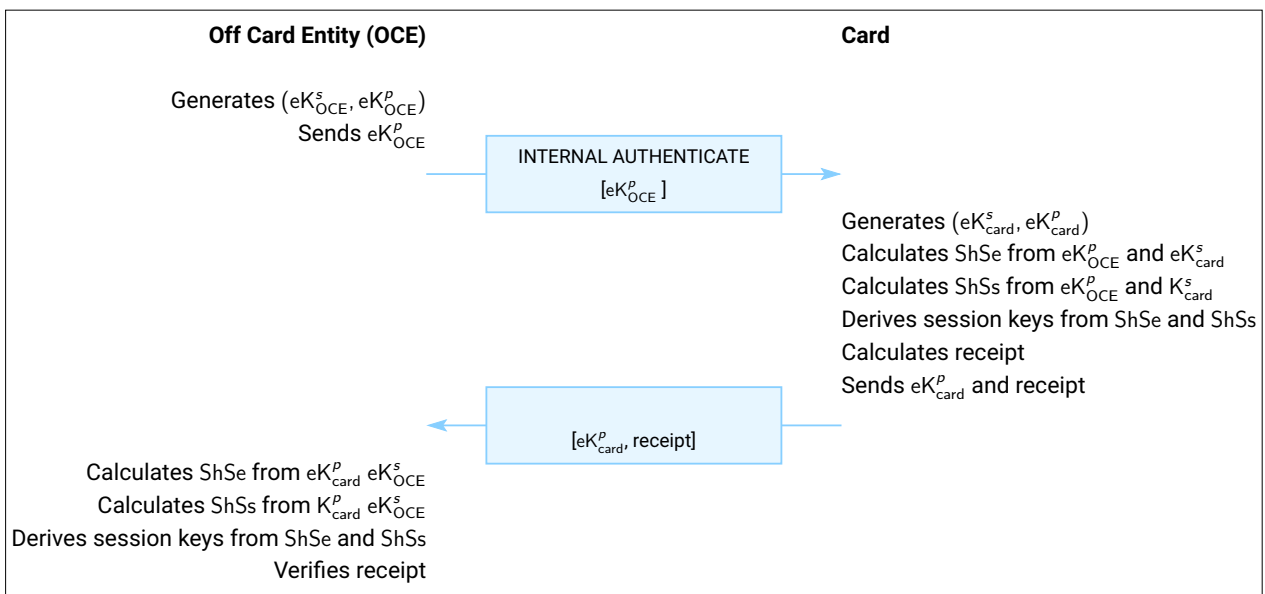 Off Card Entity (OCE)
Card
Generates (eK^s_OCE, eK^p_OCE)
Sends eK^p_OCE
INTERNAL AUTHENTICATE
[eK^p_OCE ]
Generates (eK^s_card, eK^p_card)
Calculates ShSe from eK^p_OCE and eK^s_card
Calculates ShSs from eK^p_OCE and K^s_card
Derives session keys from ShSe and ShSs
Calculates receipt
Sends eK^p_card and receipt
[eK^p_card, receipt]
Calculates ShSe from eK^p_card eK^s_OCE
Calculates ShSs from K^p_card eK^s_OCE
Derives session keys from ShSe and ShSs
Verifies receipt